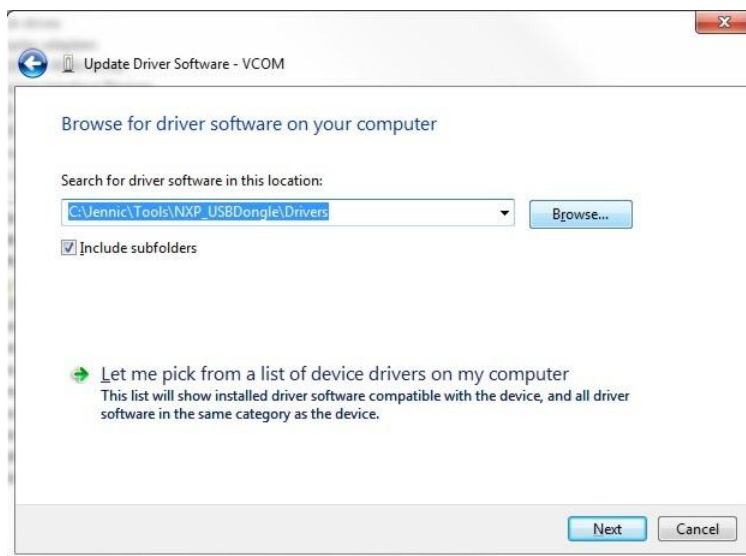 Update Driver Software - VCOM
Browse for driver software on your computer
Search for driver software in this location:
C:\Jennic\Tools\NXP_USBDongle\Drivers
Browse...
Include subfolders
Let me pick from a list of device drivers on my computer
This list will show installed driver software compatible with the device, and all driver
software in the same category as the device.
Next
Cancel